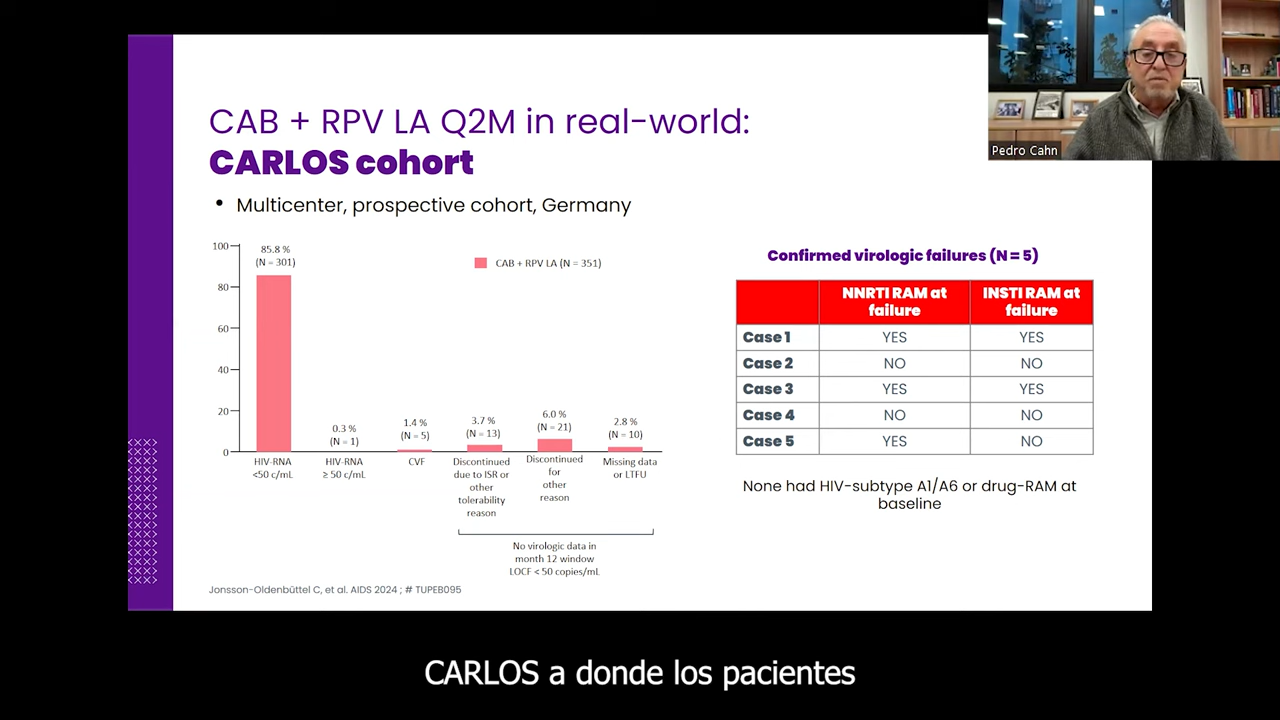 Pedro Cahn
CAB + RPV LA Q2M in real-world:
CARLOS cohort
• Multicenter, prospective cohort, Germany
100
80
60
40
20
0
85.8 %
(N = 301)
0.3 %
(N = 1)
1.4 %
(N = 5)
3.7 %
(N = 13)
6.0 %
(N = 21)
2.8 %
(N = 10)
CAB + RPV LA (N = 351)
HIV-RNA
<50 c/mL
HIV-RNA
≥ 50 c/mL
CVF
Discontinued
due to ISR or
other
tolerability
reason
Discontinued
for
other
reason
Missing data
or LTFU
No virologic data in
month 12 window
LOCF < 50 copies/mL
Confirmed virologic failures (N = 5)
NNRTI RAM at
failure
INSTI RAM at
failure
Case 1 YES YES
Case 2 NO NO
Case 3 YES YES
Case 4 NO NO
Case 5 YES NO
None had HIV-subtype A1/A6 or drug-RAM at
baseline
Jonsson-Oldenbüttel C, et al. AIDS 2024 ; # TUPEB095
CARLOS a donde los pacientes